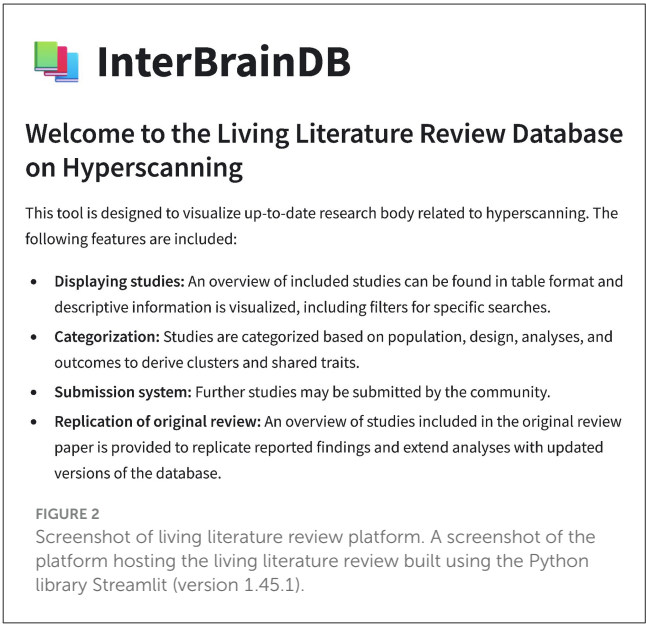 InterBrainDB
Welcome to the Living Literature Review Database
on Hyperscanning
This tool is designed to visualize up-to-date research body related to hyperscanning. The
following features are included:
• Displaying studies: An overview of included studies can be found in table format and
descriptive information is visualized, including filters for specific searches.
• Categorization: Studies are categorized based on population, design, analyses, and
outcomes to derive clusters and shared traits.
• Submission system: Further studies may be submitted by the community.
• Replication of original review: An overview of studies included in the original review
paper is provided to replicate reported findings and extend analyses with updated
versions of the database.
FIGURE 2
Screenshot of living literature review platform. A screenshot of the
platform hosting the living literature review built using the Python
library Streamlit (version 1.45.1).